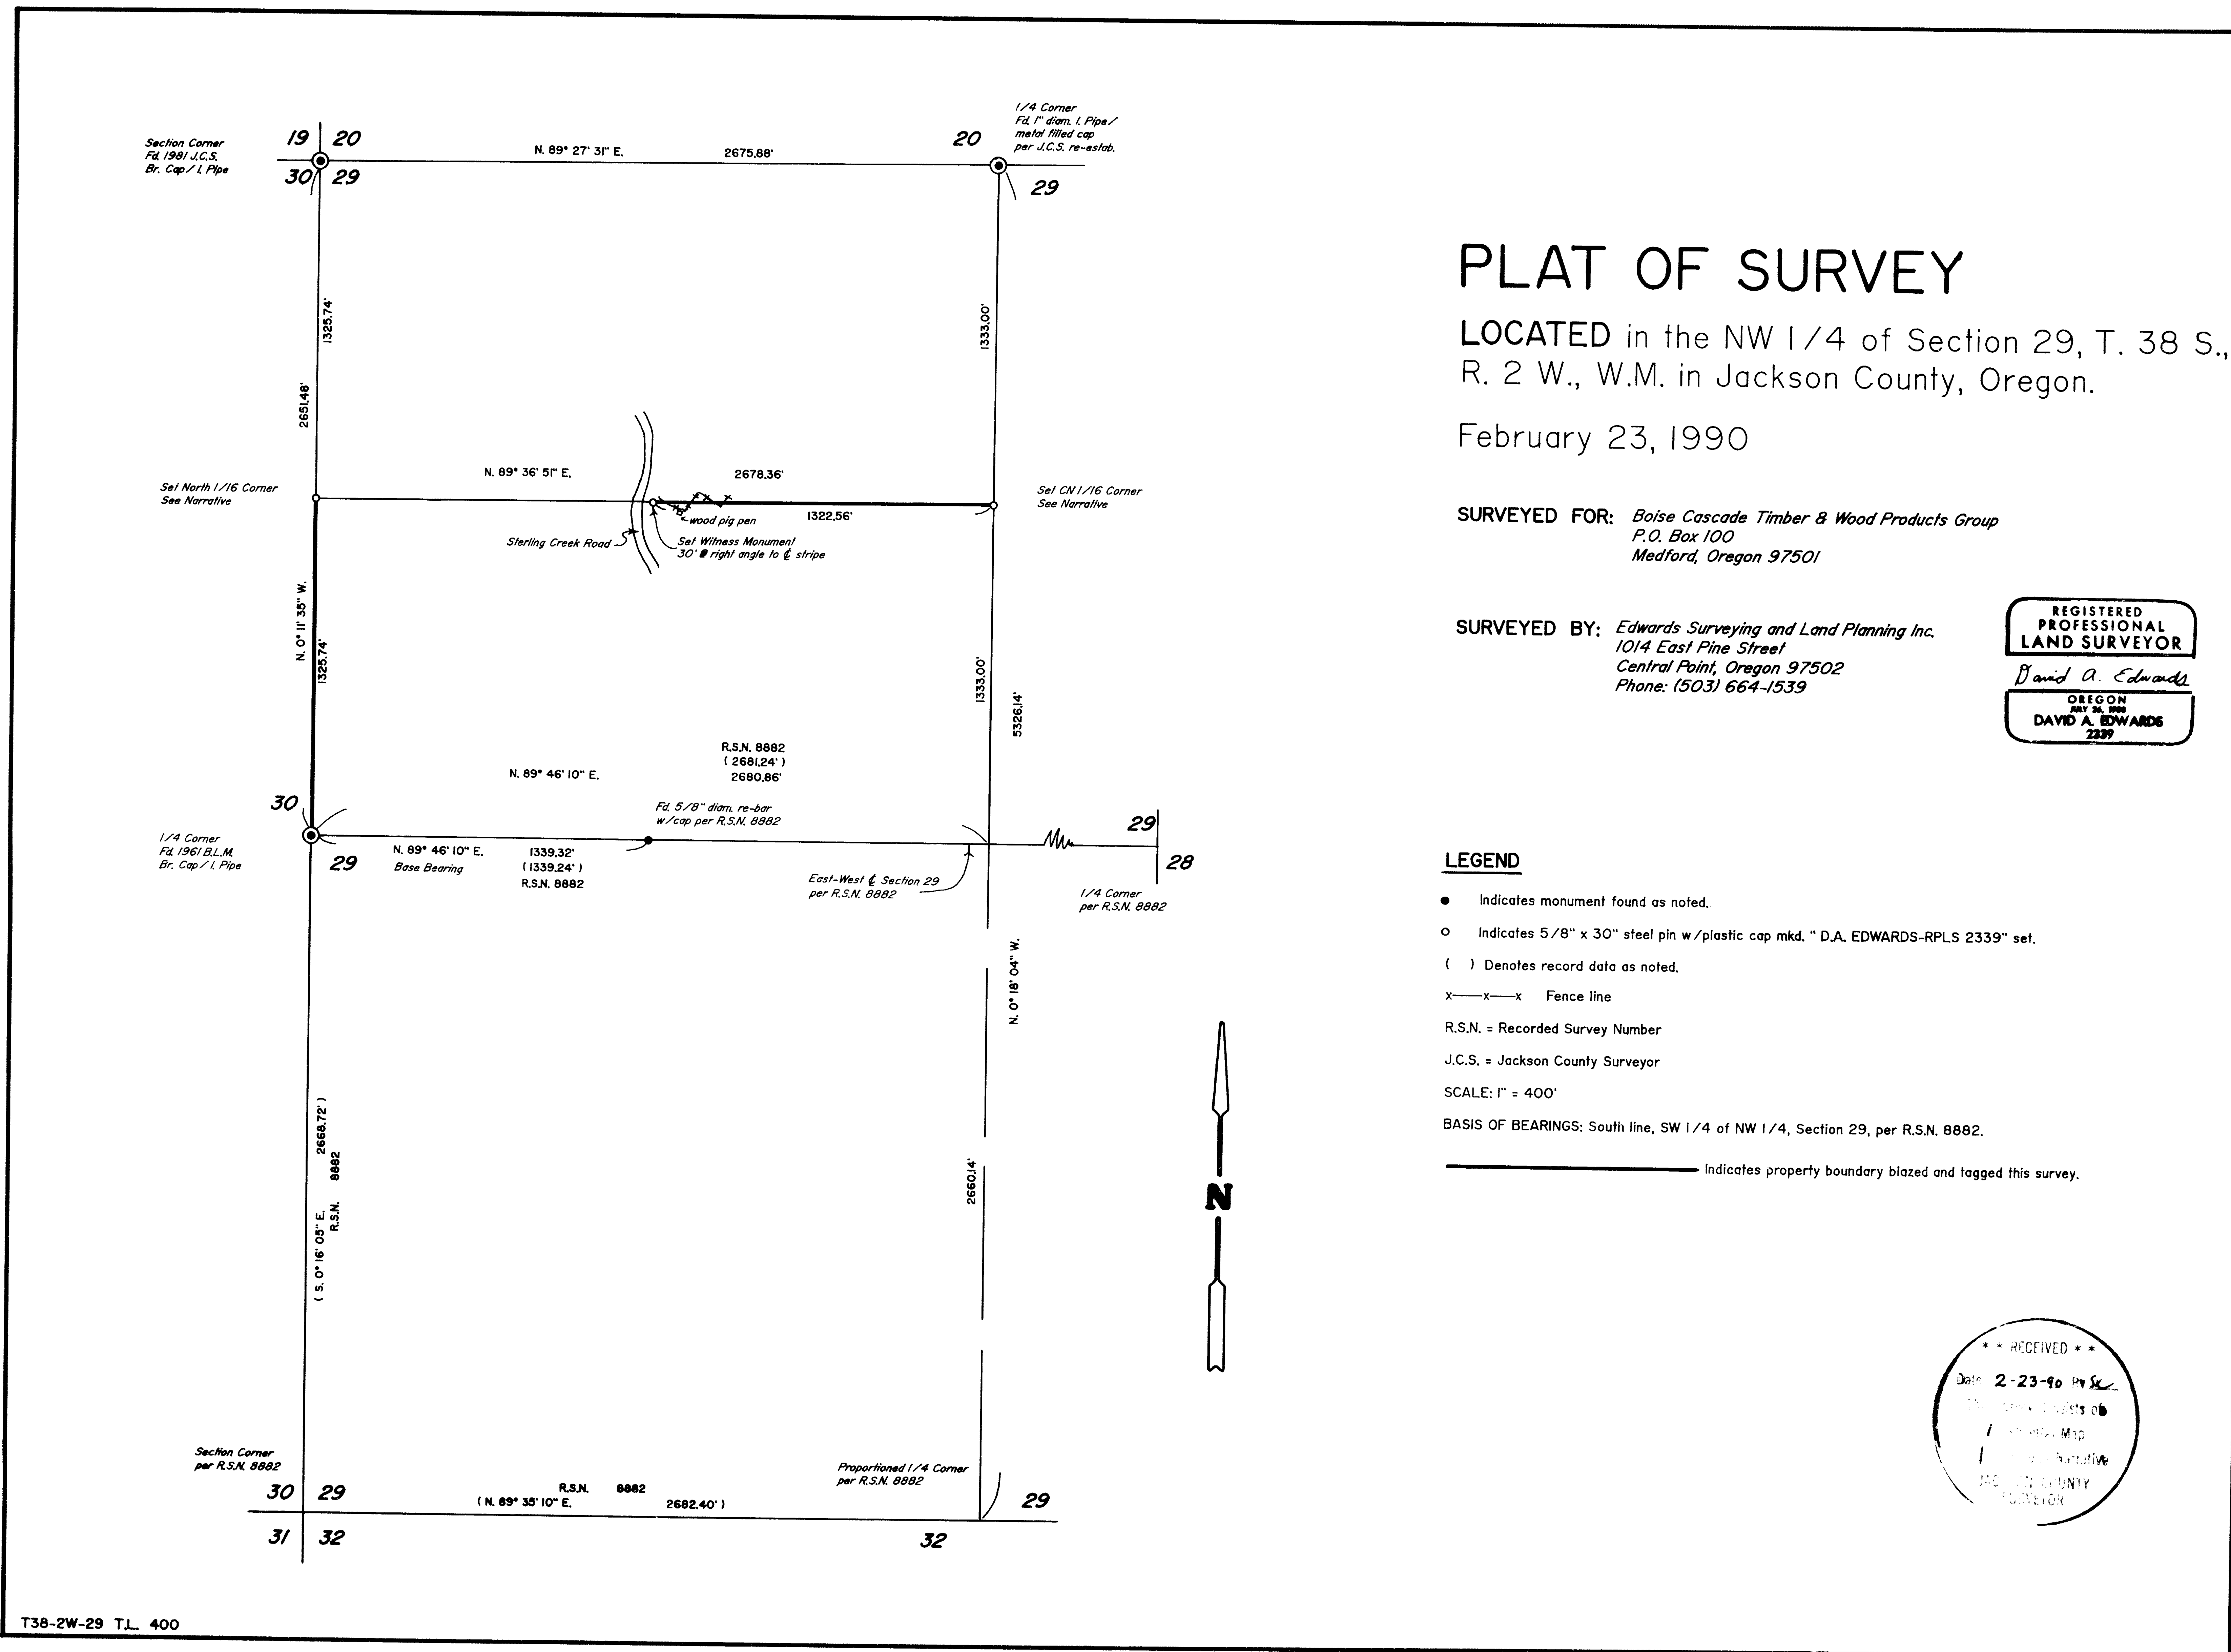 1/4 Corner
Fd. 1" diam. I. Pipe/
metal filled cap
per J.C.S. re-estab.
Section Corner
Fd. 1981 J.C.S.
Br. Cap / I. Pipe
19 20
30 29
N. 89° 27' 31" E. 2675.88'
20
29
1325.74'
2651.48'
1333.00'
PLAT OF SURVEY
LOCATED in the NW 1/4 of Section 29, T. 38 S.,
R. 2 W., W.M. in Jackson County, Oregon.
February 23, 1990
N. 89° 36' 51" E. 2678.36'
Set North 1/16 Corner
See Narrative
Set CN 1/16 Corner
See Narrative
wood pig pen
1322.56'
Sterling Creek Road
Set Witness Monument
30' @ right angle to ℄ stripe
SURVEYED FOR: Boise Cascade Timber & Wood Products Group
P.O. Box 100
Medford, Oregon 97501
SURVEYED BY: Edwards Surveying and Land Planning Inc.
1014 East Pine Street
Central Point, Oregon 97502
Phone: (503) 664-1539
REGISTERED
PROFESSIONAL
LAND SURVEYOR
David A. Edwards
OREGON
JULY 26, 1988
DAVID A. EDWARDS
2339
N. 0° 11' 35" W.
1325.74'
1333.00'
5326.14'
R.S.N. 8882
( 2681.24' )
N. 89° 46' 10" E. 2680.86'
30
29
1/4 Corner
Fd. 1961 B.L.M.
Br. Cap / I. Pipe
Fd. 5/8" diam. re-bar
w/cap per R.S.N. 8882
N. 89° 46' 10" E. 1339.32'
Base Bearing ( 1339.24' )
R.S.N. 8882
East-West ℄ Section 29
per R.S.N. 8882
29
28
1/4 Corner
per R.S.N. 8882
LEGEND
● Indicates monument found as noted.
○ Indicates 5/8" x 30" steel pin w/plastic cap mkd. " D.A. EDWARDS-RPLS 2339" set.
( ) Denotes record data as noted.
x——x——x Fence line
R.S.N. = Recorded Survey Number
J.C.S. = Jackson County Surveyor
SCALE: 1" = 400'
BASIS OF BEARINGS: South line, SW 1/4 of NW 1/4, Section 29, per R.S.N. 8882.
Indicates property boundary blazed and tagged this survey.
N. 0° 18' 04" W.
2660.14'
( S. 0° 16' 05" E. 2668.72' )
R.S.N. 8882
N
Section Corner
per R.S.N. 8882
30 29
31 32
R.S.N. 8882
( N. 89° 35' 10" E. 2682.40' )
Proportioned 1/4 Corner
per R.S.N. 8882
29
32
* * RECEIVED * *
Date 2-23-90 By
of
1 Map
1 Narrative
JACKSON COUNTY
SURVEYOR
T38-2W-29 T.L. 400